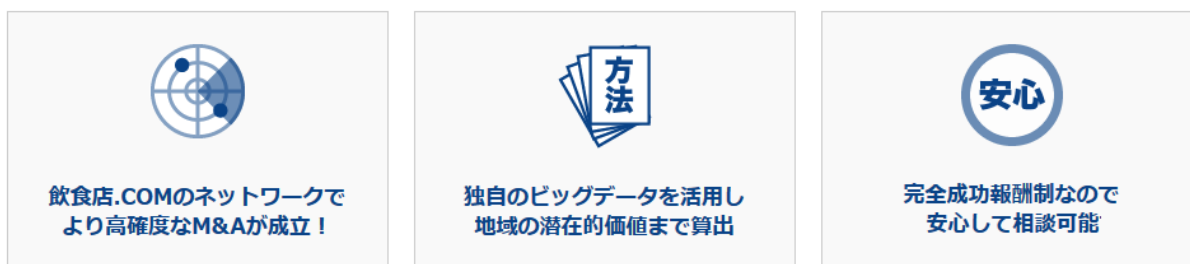 方法
安心
飲食店.COMのネットワークで
より高確度なM&Aが成立！
独自のビッグデータを活用し
地域の潜在的価値まで算出
完全成功報酬制なので
安心して相談可能